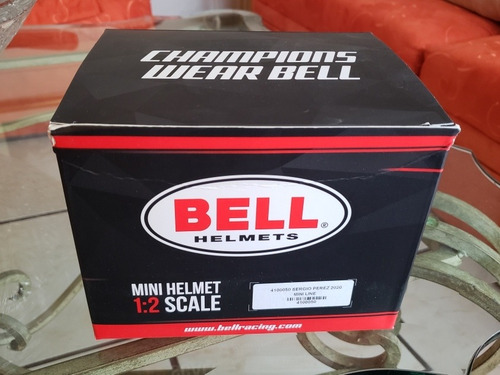 CHAMPIONS
WEAR BELL
BELL®
HELMETS
MINI HELMET
1:2 SCALE
4100050 SERGIO PEREZ 2020
MINI LINE
4100050
www.bellracing.com